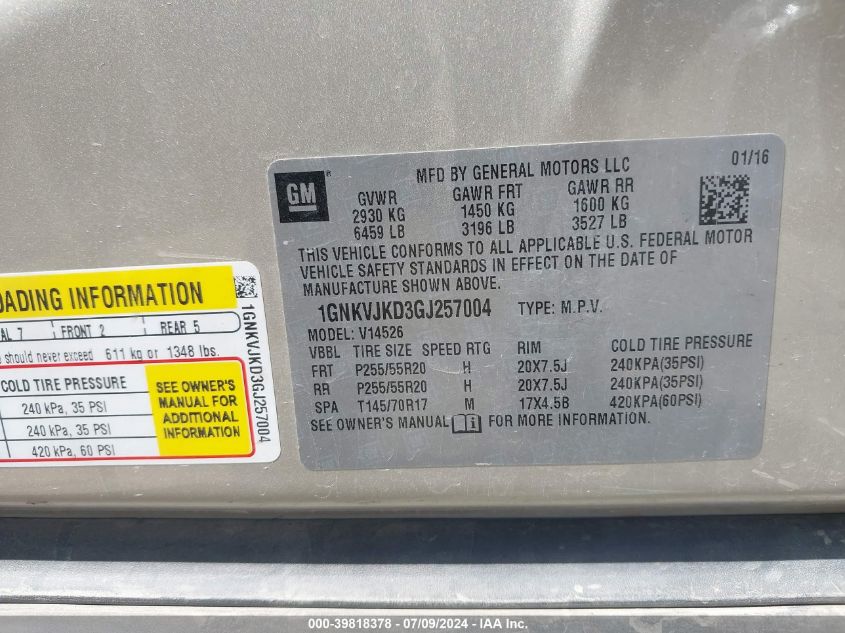 GM
MFD BY GENERAL MOTORS LLC
01/16
GVWR GAWR FRT GAWR RR
2930 KG 1450 KG 1600 KG
6459 LB 3196 LB 3527 LB
THIS VEHICLE CONFORMS TO ALL APPLICABLE U.S. FEDERAL MOTOR
VEHICLE SAFETY STANDARDS IN EFFECT ON THE DATE OF
MANUFACTURE SHOWN ABOVE.
1GNKVJKD3GJ257004 TYPE: M.P.V.
MODEL: V14526
VBBL TIRE SIZE SPEED RTG RIM COLD TIRE PRESSURE
FRT P255/55R20 H 20X7.5J 240KPA(35PSI)
RR P255/55R20 H 20X7.5J 240KPA(35PSI)
SPA T145/70R17 M 17X4.5B 420KPA(60PSI)
SEE OWNER'S MANUAL FOR MORE INFORMATION.
OADING INFORMATION
AL 7 FRONT 2 REAR 5
should never exceed 611 kg or 1348 lbs.
COLD TIRE PRESSURE
240 kPa, 35 PSI
240 kPa, 35 PSI
420 kPa, 60 PSI
SEE OWNER'S
MANUAL FOR
ADDITIONAL
INFORMATION
1GNKVJKD3GJ257004
000-39818378 - 07/09/2024 - IAA Inc.